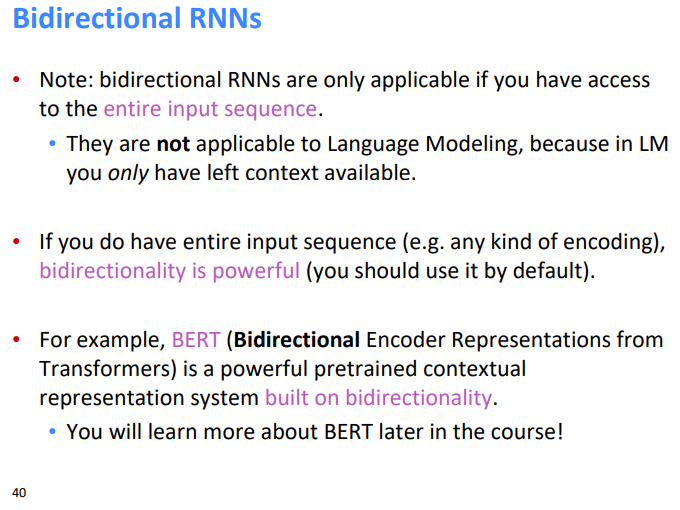 Bidirectional RNNs
• Note: bidirectional RNNs are only applicable if you have access
to the entire input sequence.
• They are not applicable to Language Modeling, because in LM
you only have left context available.
• If you do have entire input sequence (e.g. any kind of encoding),
bidirectionality is powerful (you should use it by default).
• For example, BERT (Bidirectional Encoder Representations from
Transformers) is a powerful pretrained contextual
representation system built on bidirectionality.
• You will learn more about BERT later in the course!
40